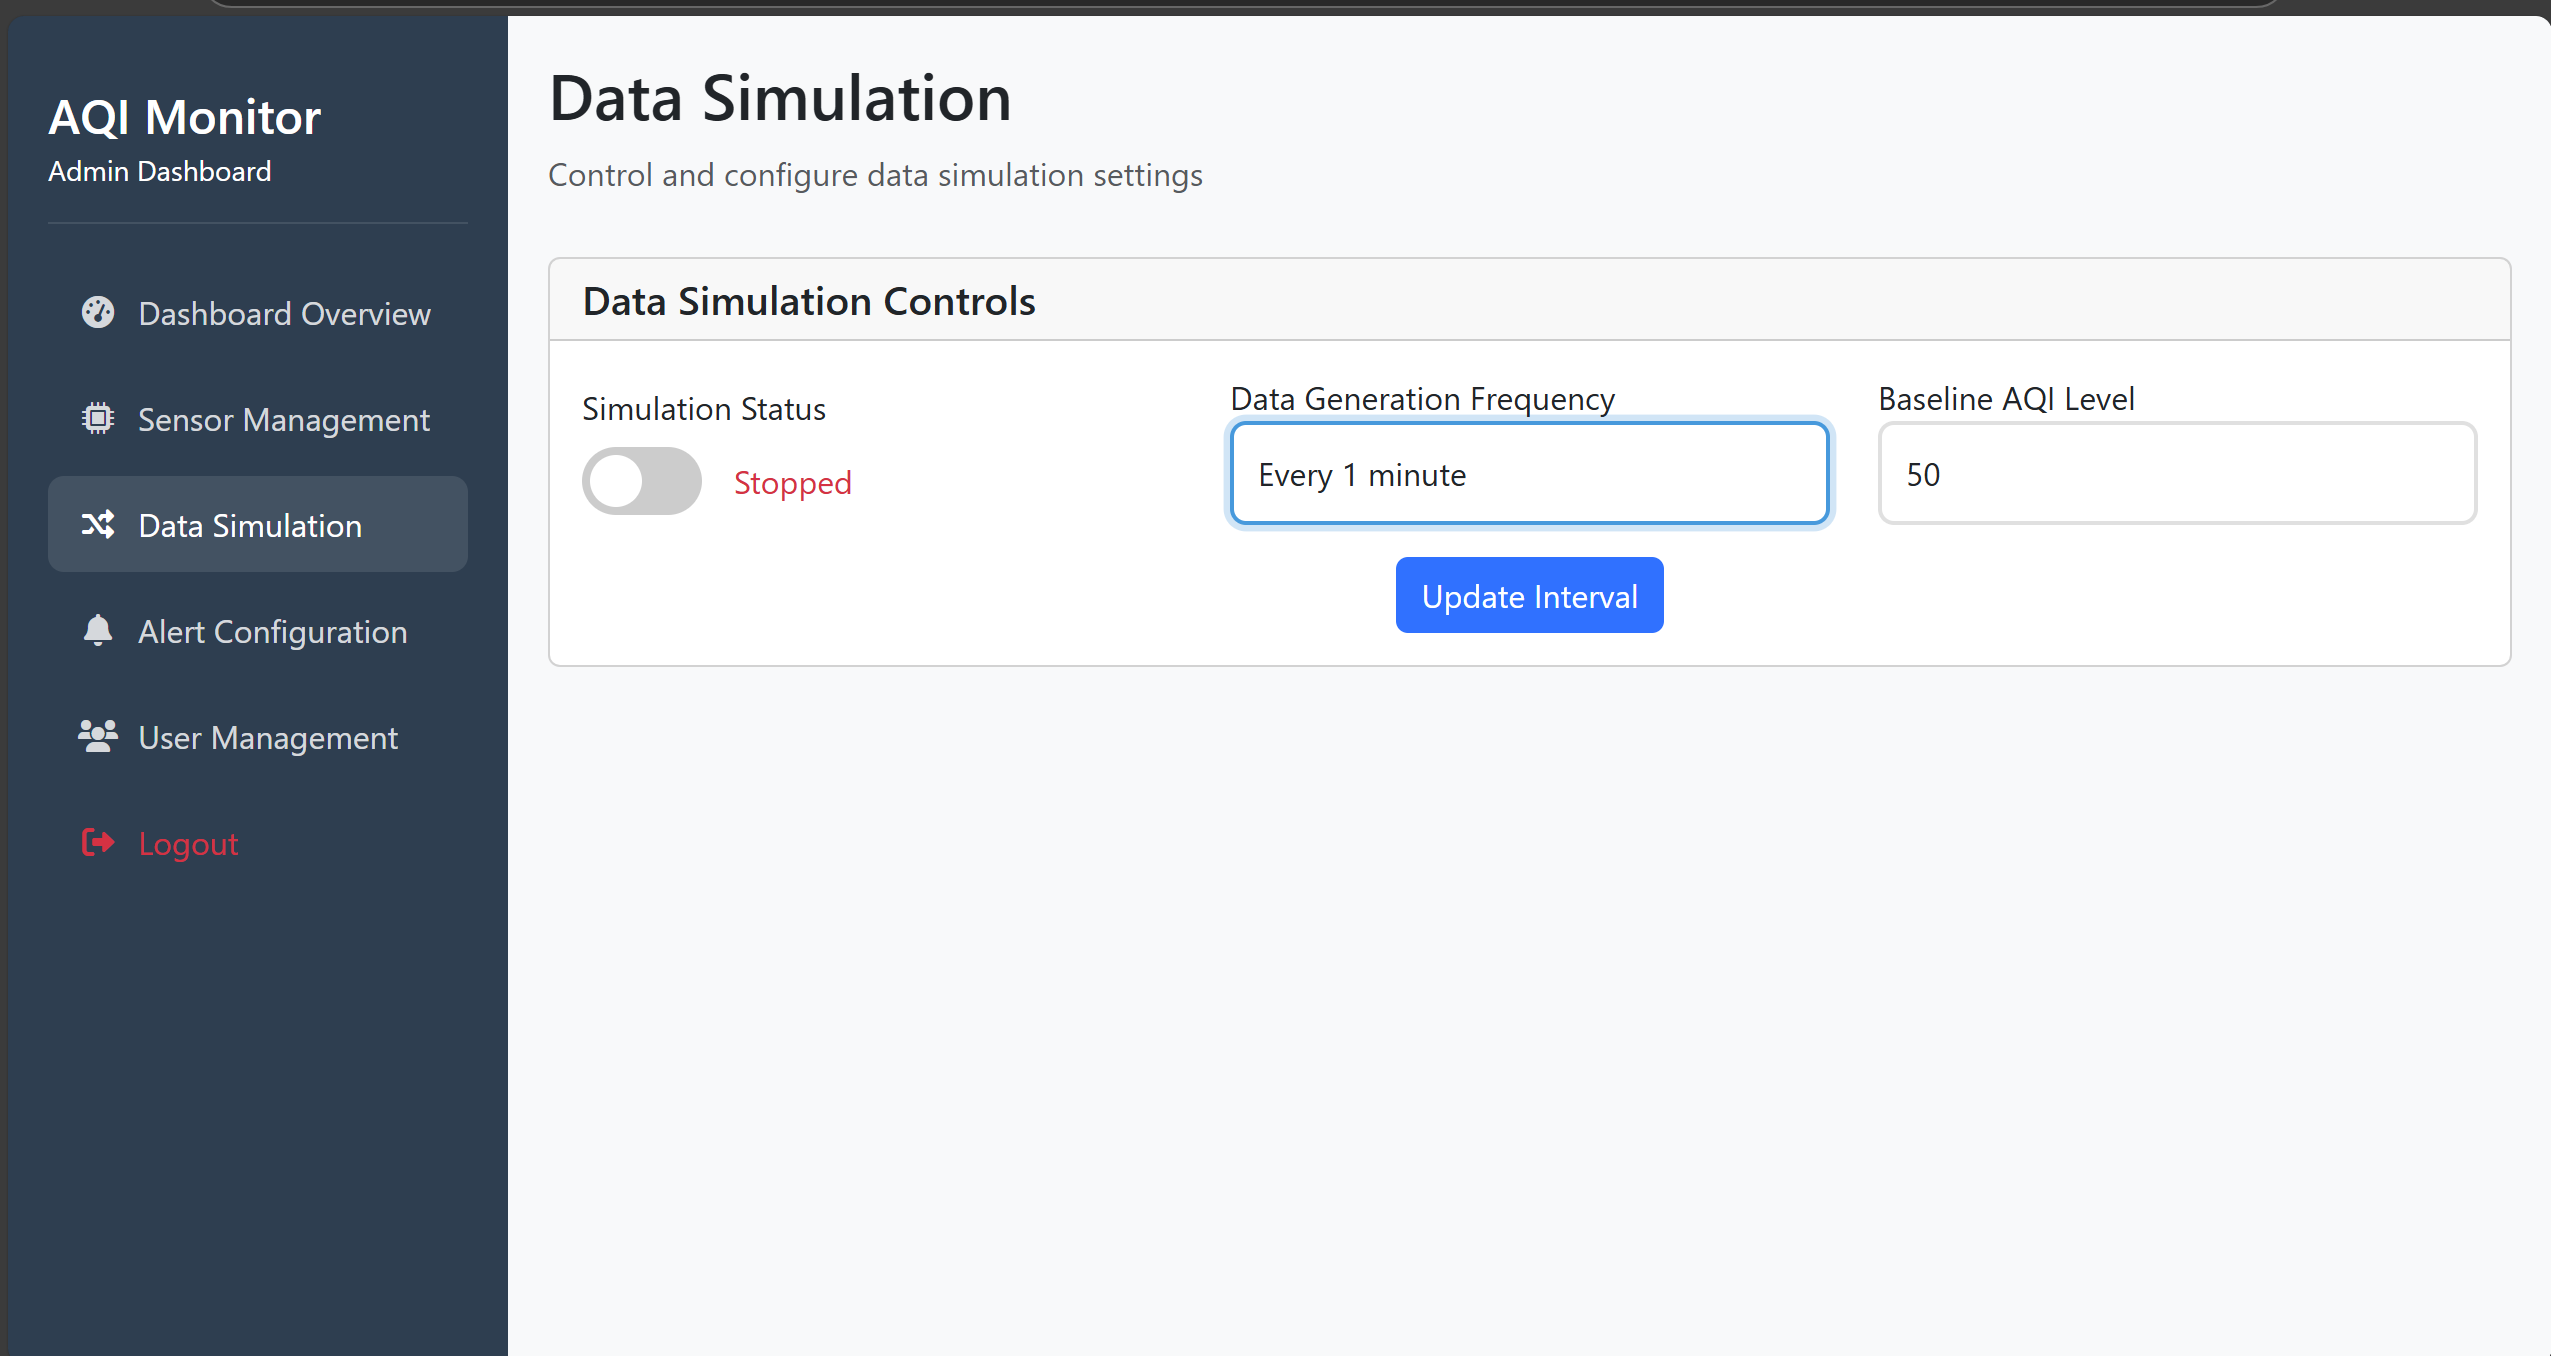 AQI Monitor
Admin Dashboard
Dashboard Overview
Sensor Management
Data Simulation
Alert Configuration
User Management
Logout
Data Simulation
Control and configure data simulation settings
Data Simulation Controls
Simulation Status
Stopped
Data Generation Frequency
Every 1 minute
Update Interval
Baseline AQI Level
50